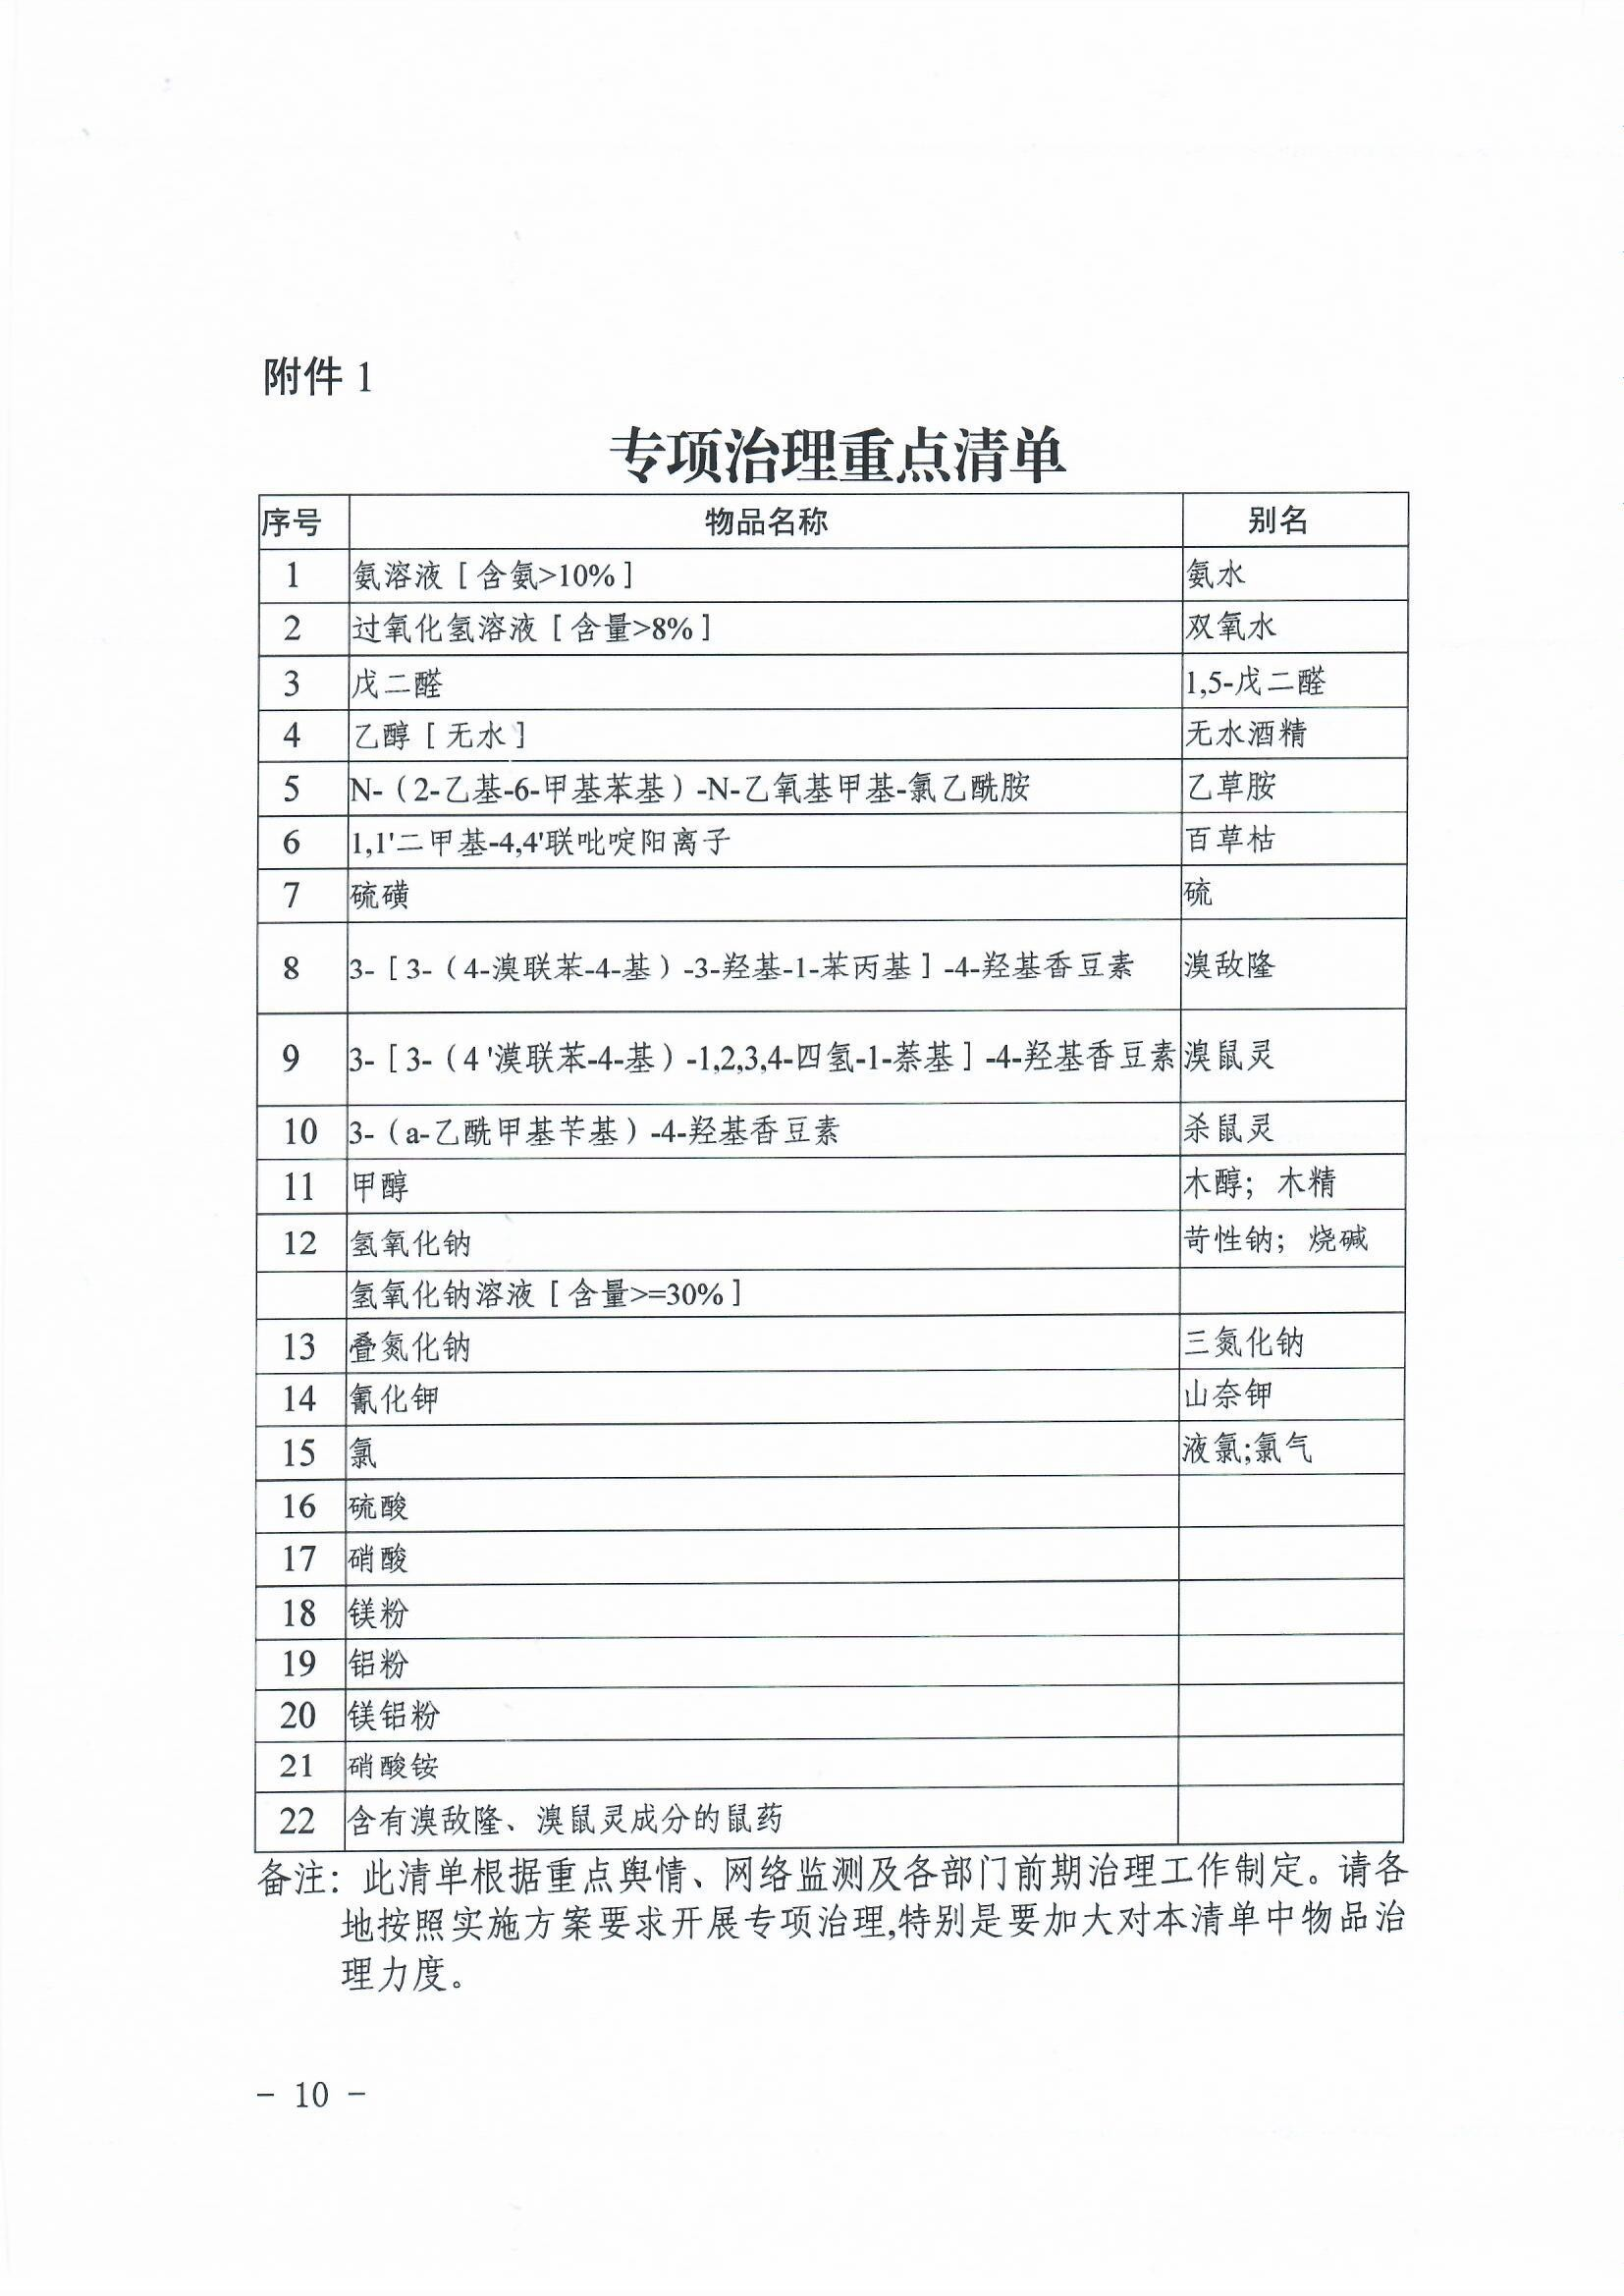 附件 1
专项治理重点清单
序号 物品名称 别名
1 氨溶液［含氨>10%］ 氨水
2 过氧化氢溶液［含量>8%］ 双氧水
3 戊二醛 1,5-戊二醛
4 乙醇［无水］ 无水酒精
5 N-（2-乙基-6-甲基苯基）-N-乙氧基甲基-氯乙酰胺 乙草胺
6 1,1'二甲基-4,4'联吡啶阳离子 百草枯
7 硫磺 硫
8 3-［3-（4-溴联苯-4-基）-3-羟基-1-苯丙基］-4-羟基香豆素 溴敌隆
9 3-［3-（4 '漠联苯-4-基）-1,2,3,4-四氢-1-萘基］-4-羟基香豆素 溴鼠灵
10 3-（a-乙酰甲基苄基）-4-羟基香豆素 杀鼠灵
11 甲醇 木醇；木精
12 氢氧化钠 苛性钠；烧碱
氢氧化钠溶液［含量>=30%］
13 叠氮化钠 三氮化钠
14 氰化钾 山奈钾
15 氯 液氯;氯气
16 硫酸
17 硝酸
18 镁粉
19 铝粉
20 镁铝粉
21 硝酸铵
22 含有溴敌隆、溴鼠灵成分的鼠药
备注：此清单根据重点舆情、网络监测及各部门前期治理工作制定。请各
地按照实施方案要求开展专项治理,特别是要加大对本清单中物品治
理力度。
- 10 -